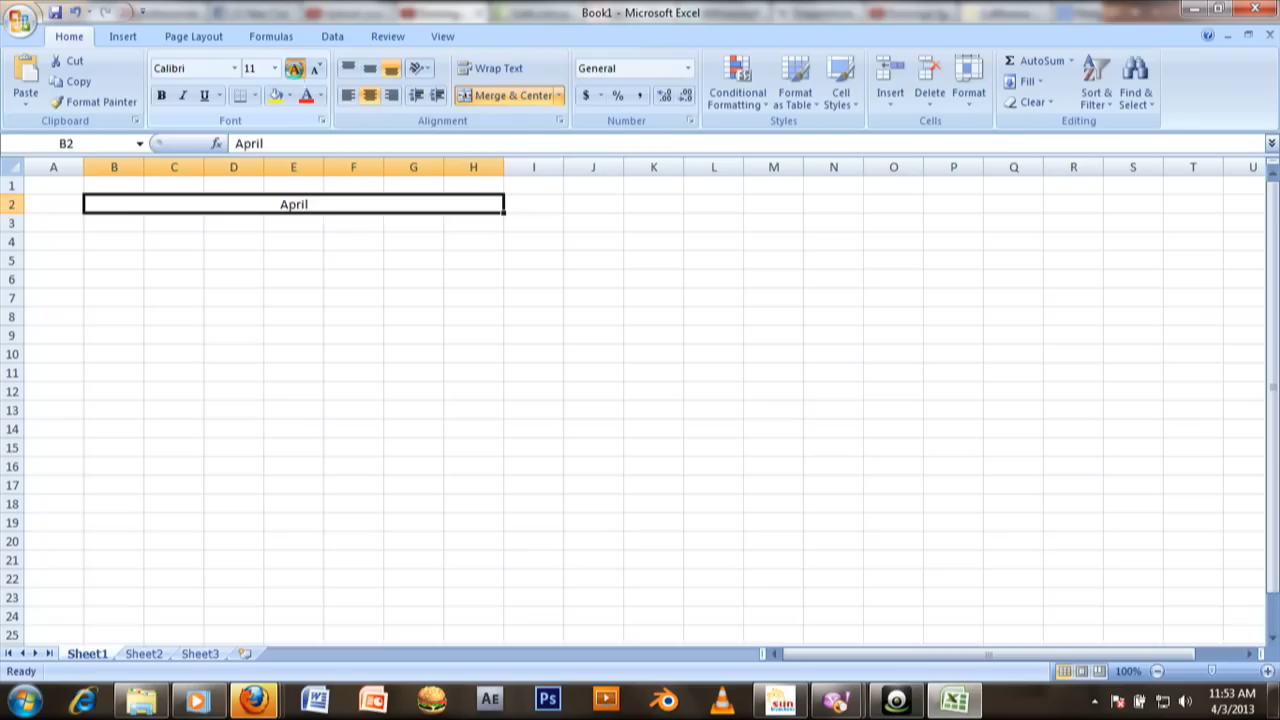 Book1 - Microsoft Excel
Home Insert Page Layout Formulas Data Review View
Paste Cut Copy Format Painter
Calibri 11 A A
B I U A
Wrap Text
Merge & Center
General
$ % ,
Conditional Formatting Format as Table Cell Styles
Insert Delete Format
Σ AutoSum Fill Clear
Sort & Filter Find & Select
Clipboard Font Alignment Number Styles Cells Editing
B2 fx April
A B C D E F G H I J K L M N O P Q R S T U
1
2 April
3
4
5
6
7
8
9
10
11
12
13
14
15
16
17
18
19
20
21
22
23
24
25
Sheet1 Sheet2 Sheet3
Ready 100%
W P AE Ps sun
11:53 AM
4/3/2013